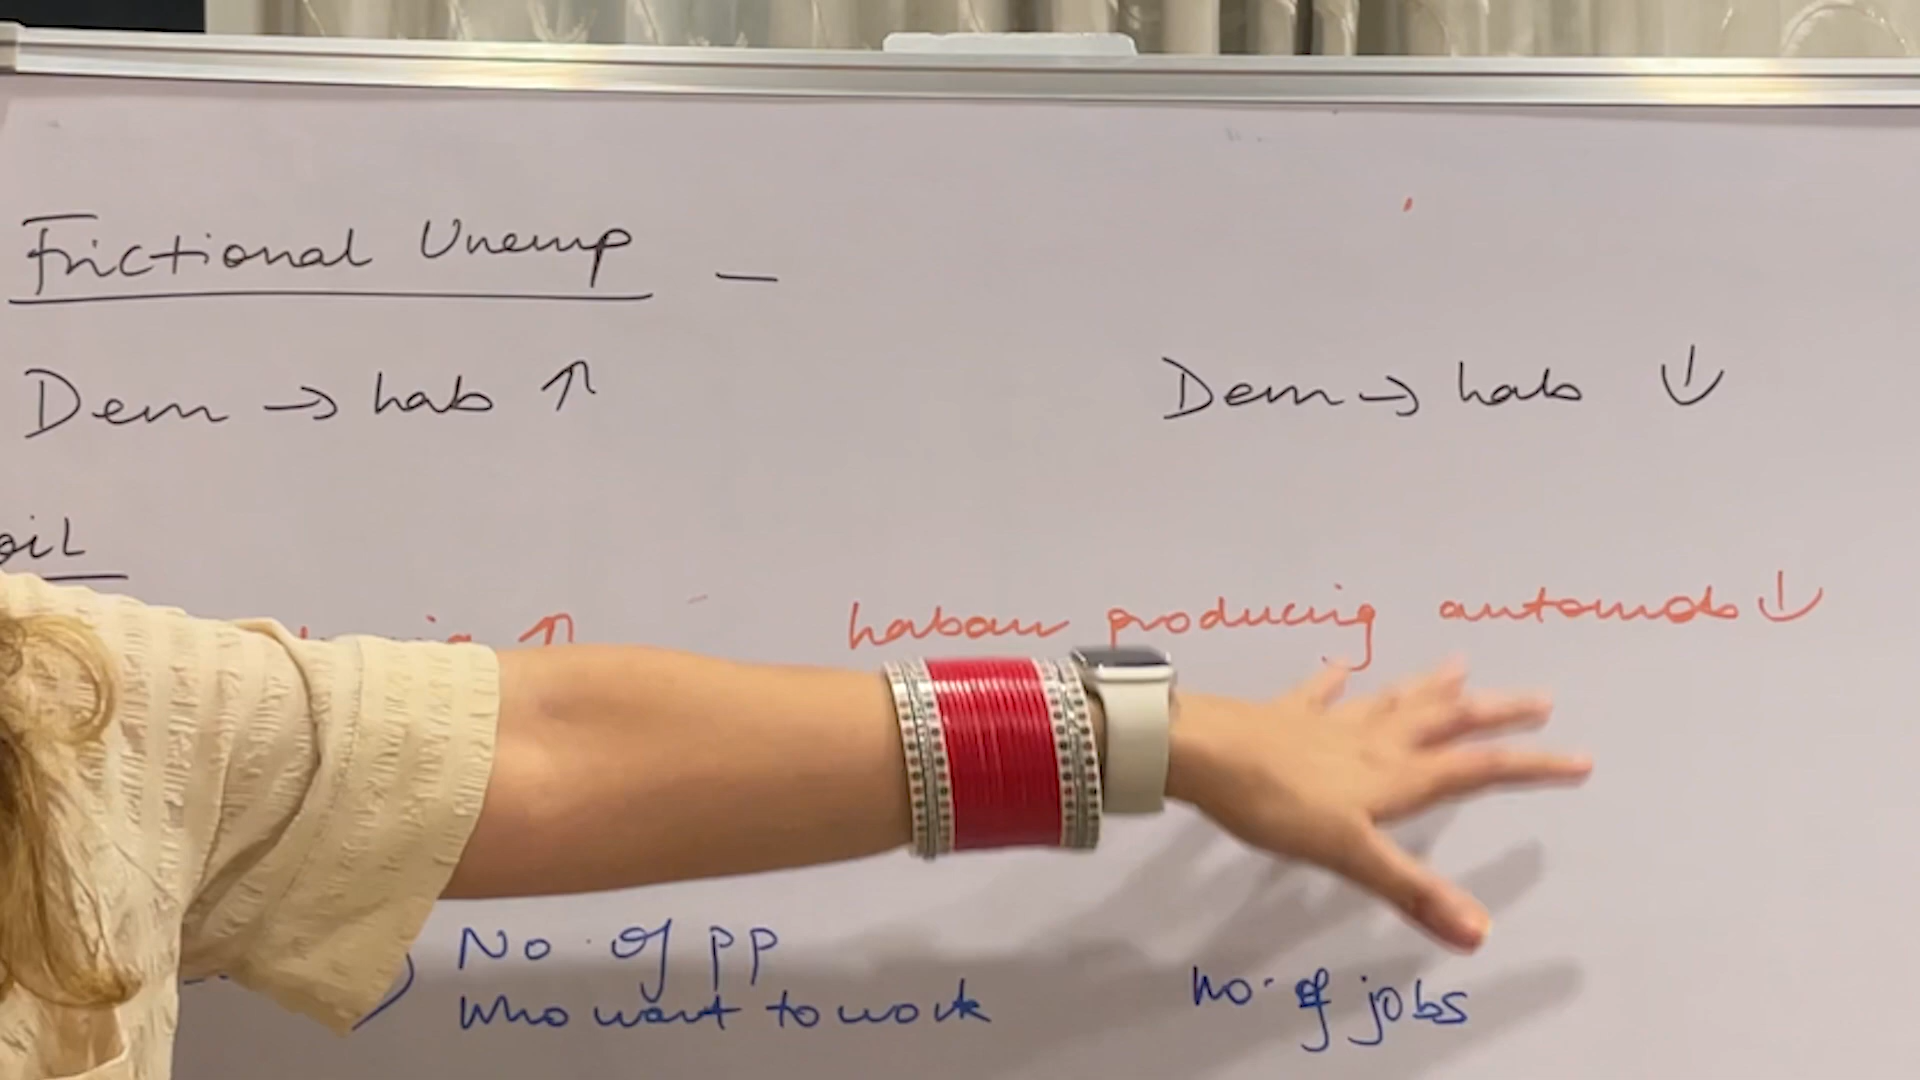 Frictional Unemp –
Dem → Lab ↑ Dem → Lab ↓
oil
↑ Labour producing automob ↓
No. of pp No. of jobs
who want to work